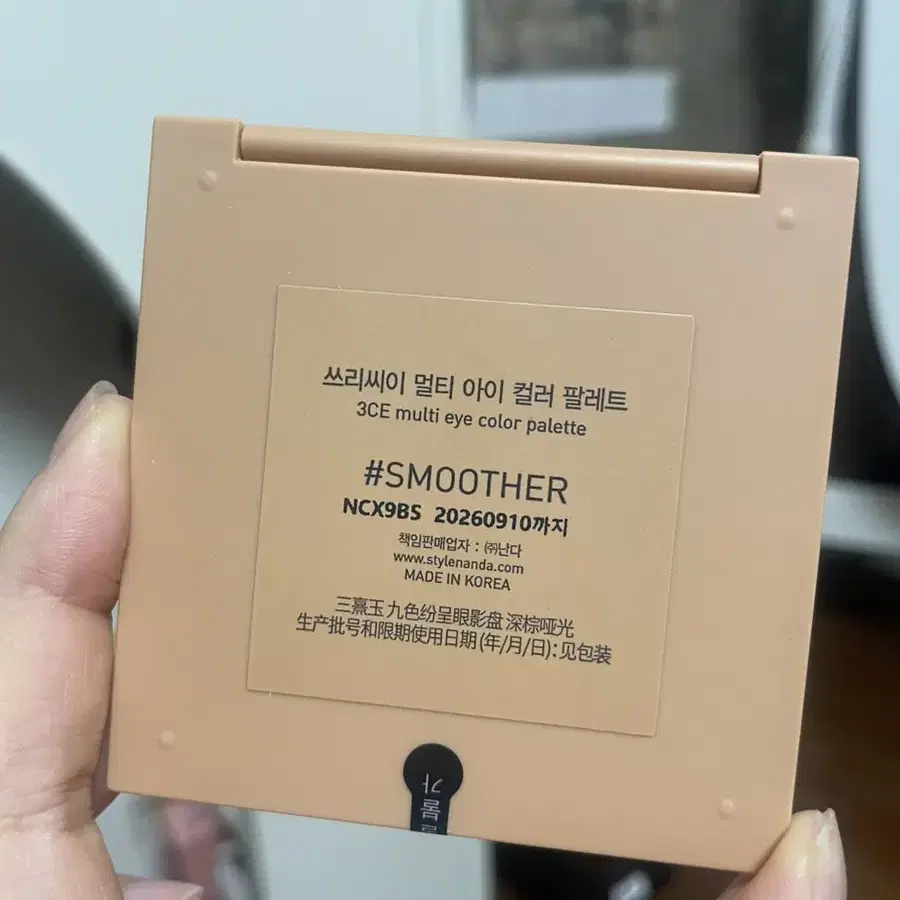 쓰리씨이 멀티 아이 컬러 팔레트
3CE multi eye color palette
#SMOOTHER
NCX9BS 20260910까지
책임판매업자 : ㈜난다
www.stylenanda.com
MADE IN KOREA
三熹玉 九色纷呈眼影盘 深棕哑光
生产批号和限期使用日期(年/月/日):见包装